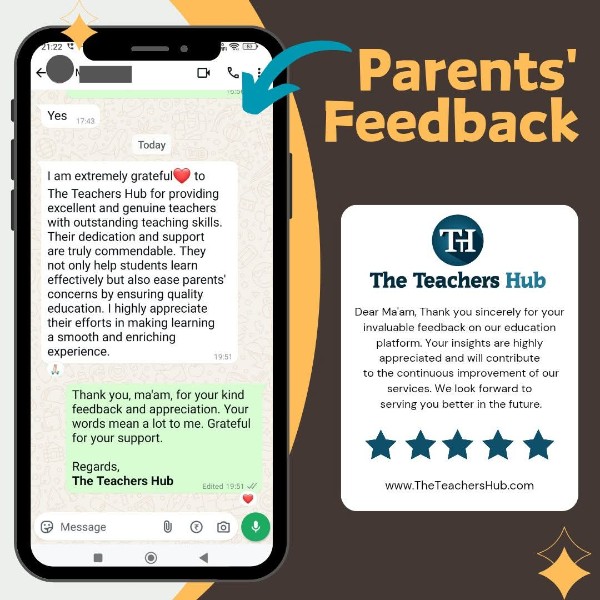 21:22
Yes
17:43
Today
I am extremely grateful❤️ to
The Teachers Hub for providing
excellent and genuine teachers
with outstanding teaching skills.
Their dedication and support
are truly commendable. They
not only help students learn
effectively but also ease parents'
concerns by ensuring quality
education. I highly appreciate
their efforts in making learning
a smooth and enriching
experience.
19:51
Thank you, ma'am, for your kind
feedback and appreciation. Your
words mean a lot to me. Grateful
for your support.
Regards,
The Teachers Hub
Edited 19:51
Message
Parents'
Feedback
TH
The Teachers Hub
Dear Ma'am, Thank you sincerely for your
invaluable feedback on our education
platform. Your insights are highly
appreciated and will contribute
to the continuous improvement of our
services. We look forward to
serving you better in the future.
www.TheTeachersHub.com